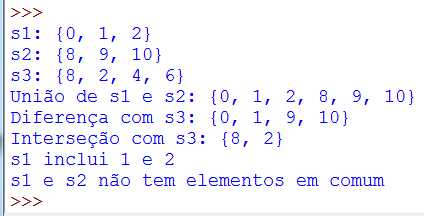 >>>
s1: {0, 1, 2}
s2: {8, 9, 10}
s3: {8, 2, 4, 6}
União de s1 e s2: {0, 1, 2, 8, 9, 10}
Diferença com s3: {0, 1, 9, 10}
Interseção com s3: {8, 2}
s1 inclui 1 e 2
s1 e s2 não tem elementos em comum
>>>